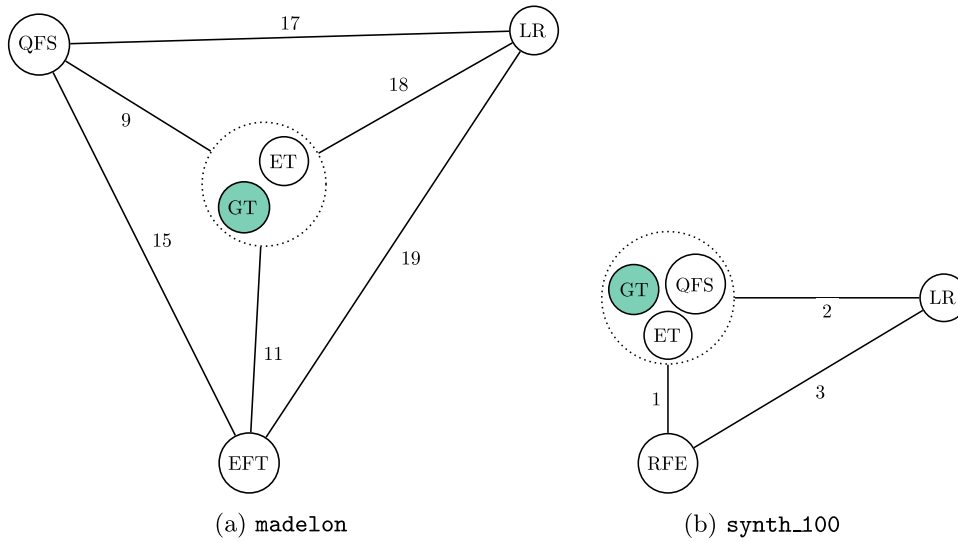 QFS
17
LR
9
18
ET
GT
15
19
11
EFT
(a) madelon
GT
QFS
ET
2
LR
1
3
RFE
(b) synth_100